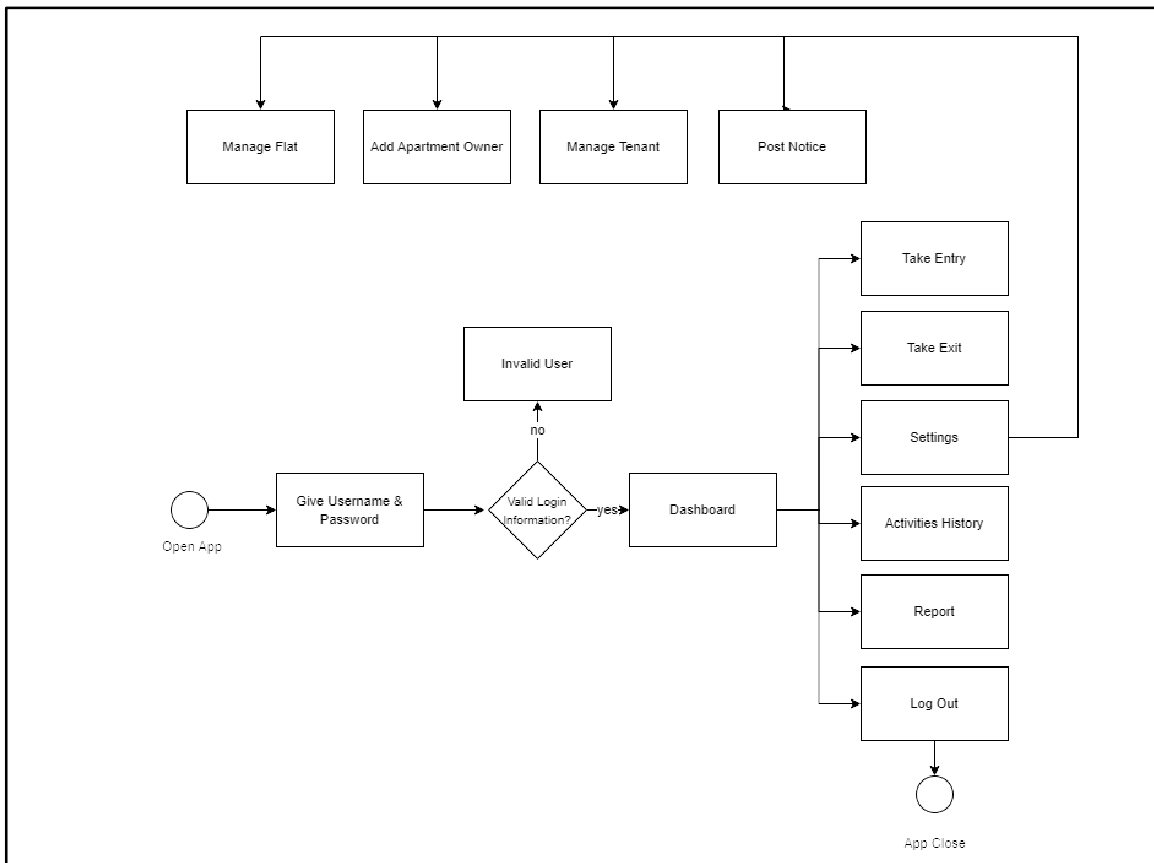 Manage Flat
Add Apartment Owner
Manage Tenant
Post Notice
Take Entry
Take Exit
Invalid User
no
Settings
Give Username &
Password
Valid Login
Information?
yes
Dashboard
Open App
Activities History
Report
Log Out
App Close